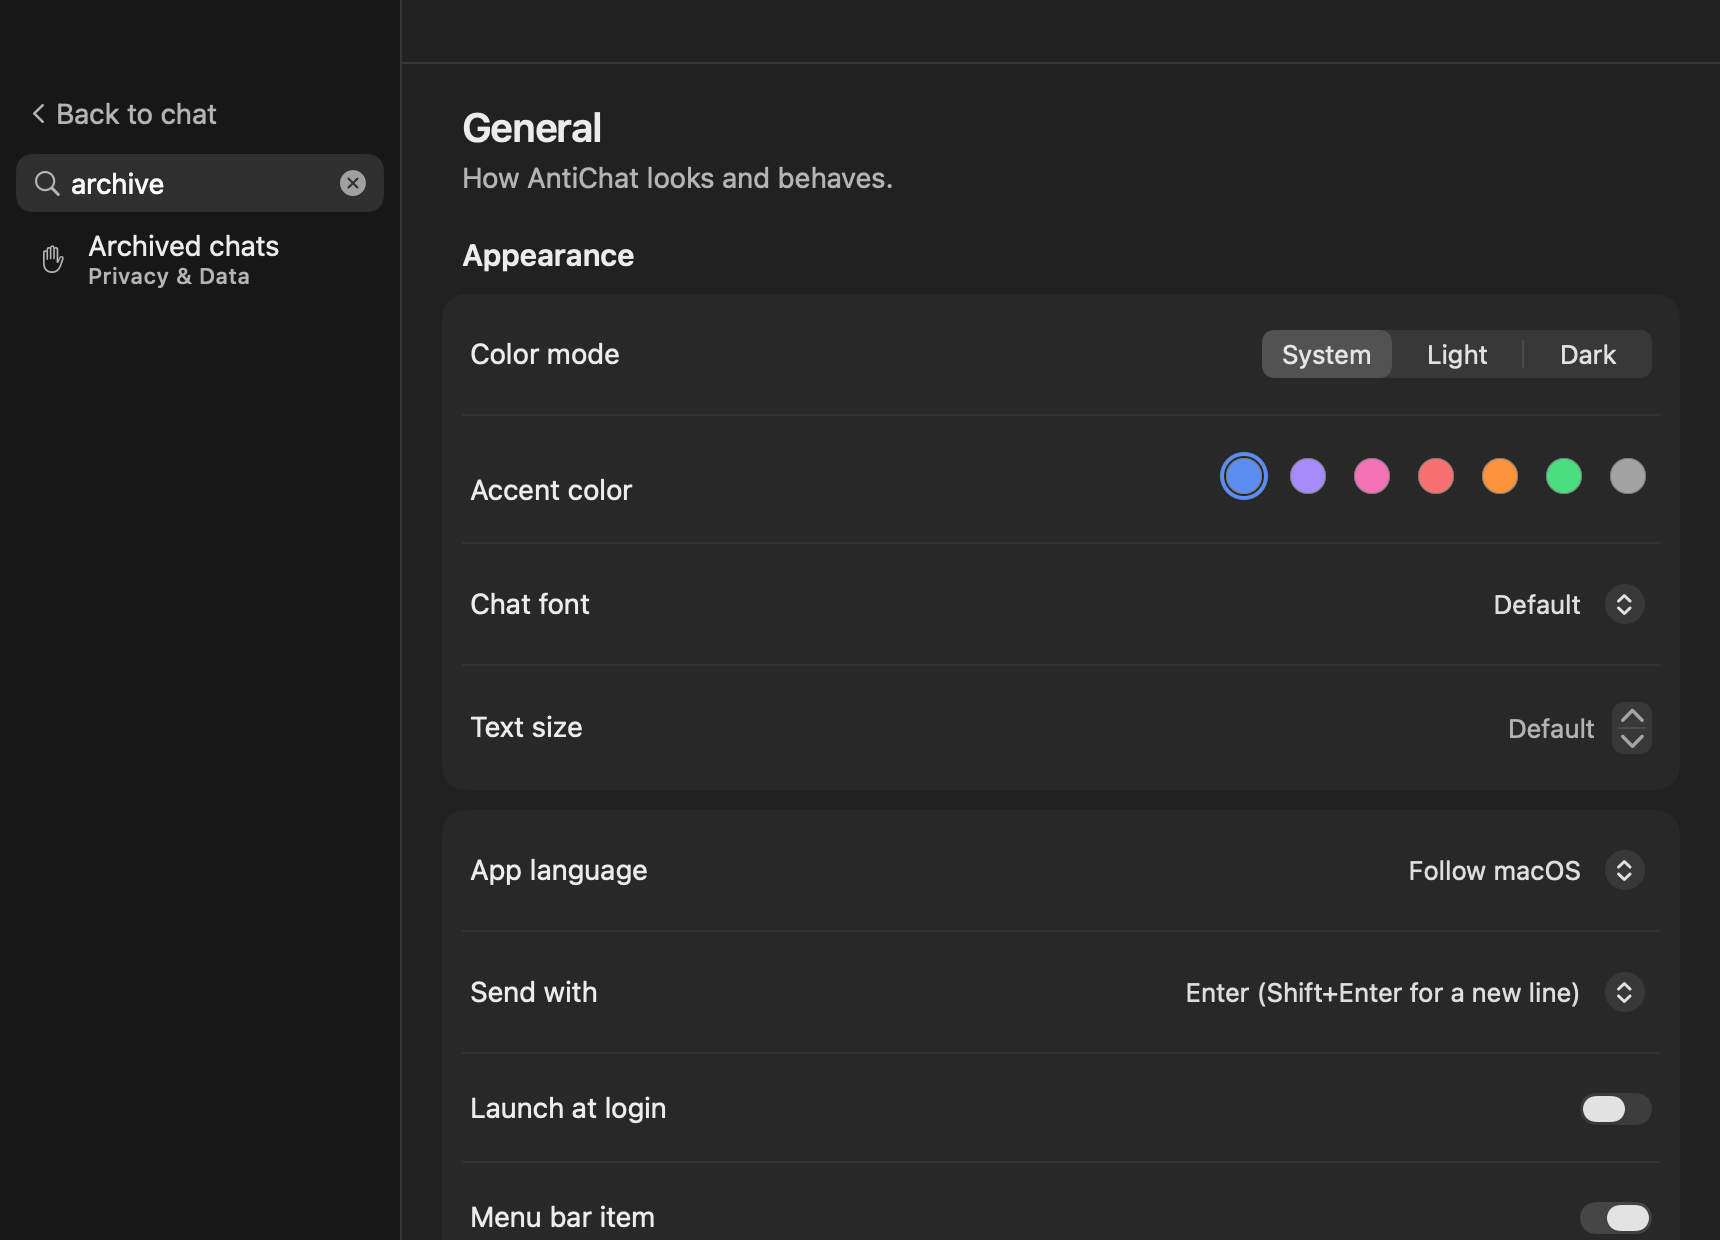 Back to chat
archive
Archived chats
Privacy & Data
General
How AntiChat looks and behaves.
Appearance
Color mode
System Light Dark
Accent color
Chat font Default
Text size Default
App language Follow macOS
Send with Enter (Shift+Enter for a new line)
Launch at login
Menu bar item